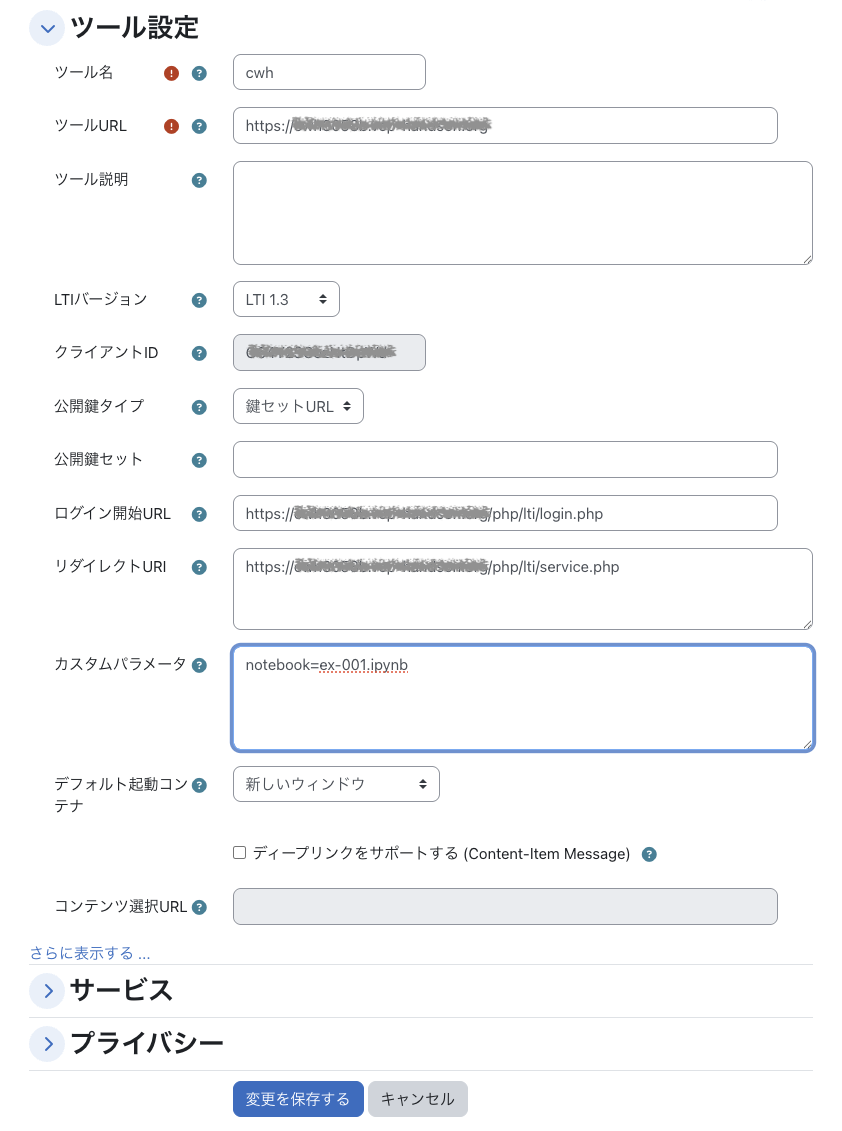 ツール設定
ツール名
cwh
ツールURL
https://
ツール説明
LTIバージョン
LTI 1.3
クライアントID
公開鍵タイプ
鍵セットURL
公開鍵セット
ログイン開始URL
https:// /php/lti/login.php
リダイレクトURI
https:// /php/lti/service.php
カスタムパラメータ
notebook=ex-001.ipynb
デフォルト起動コン
テナ
新しいウィンドウ
ディープリンクをサポートする (Content-Item Message)
コンテンツ選択URL
さらに表示する ...
サービス
プライバシー
変更を保存する キャンセル